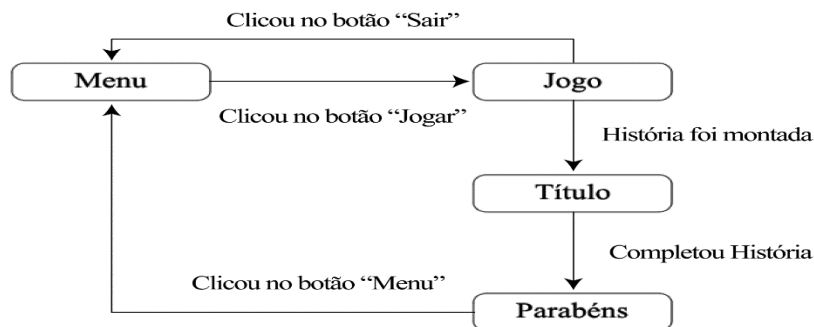 Clicou no botão “Sair”
Menu
Jogo
Clicou no botão “Jogar”
História foi montada
Título
Completou História
Clicou no botão “Menu”
Parabéns